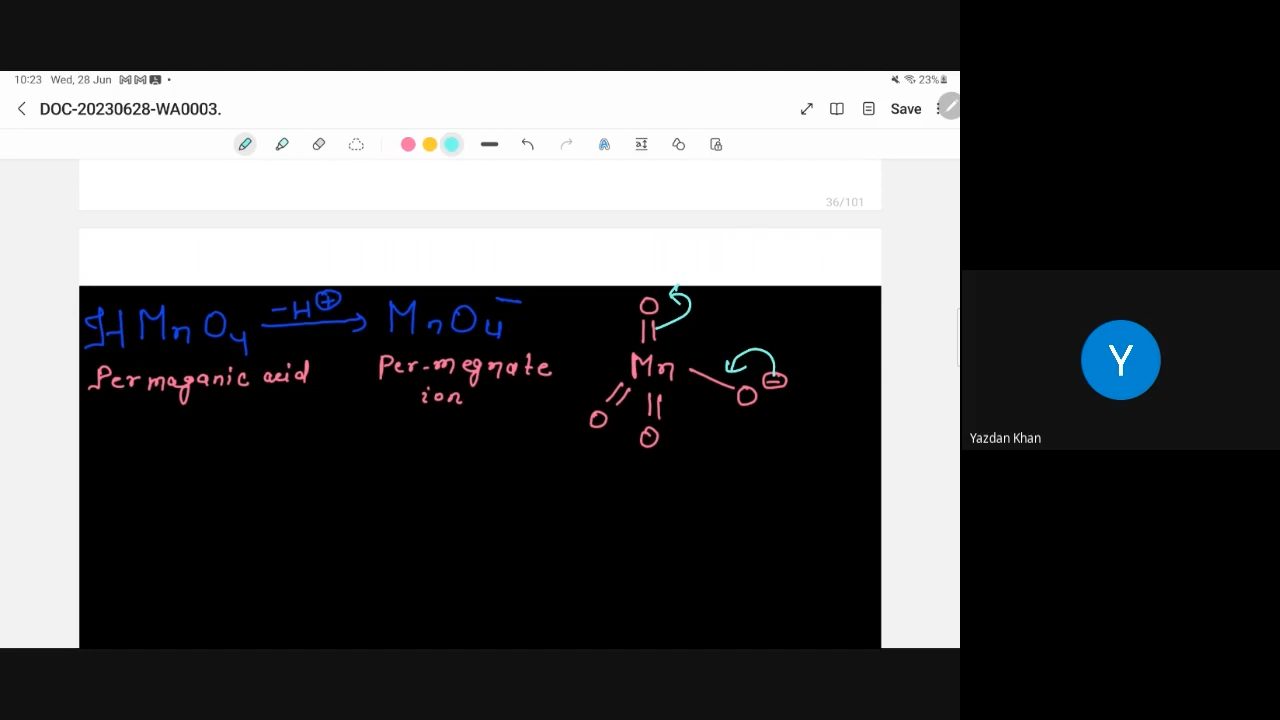 10:23 Wed, 28 Jun
23%
DOC-20230628-WA0003.
Save
36/101
HMnO4 -H⊕ → MnO4–
Permaganic acid
Per-megnate
ion
O
Mn
O ⊖
O
O
Y
Yazdan Khan